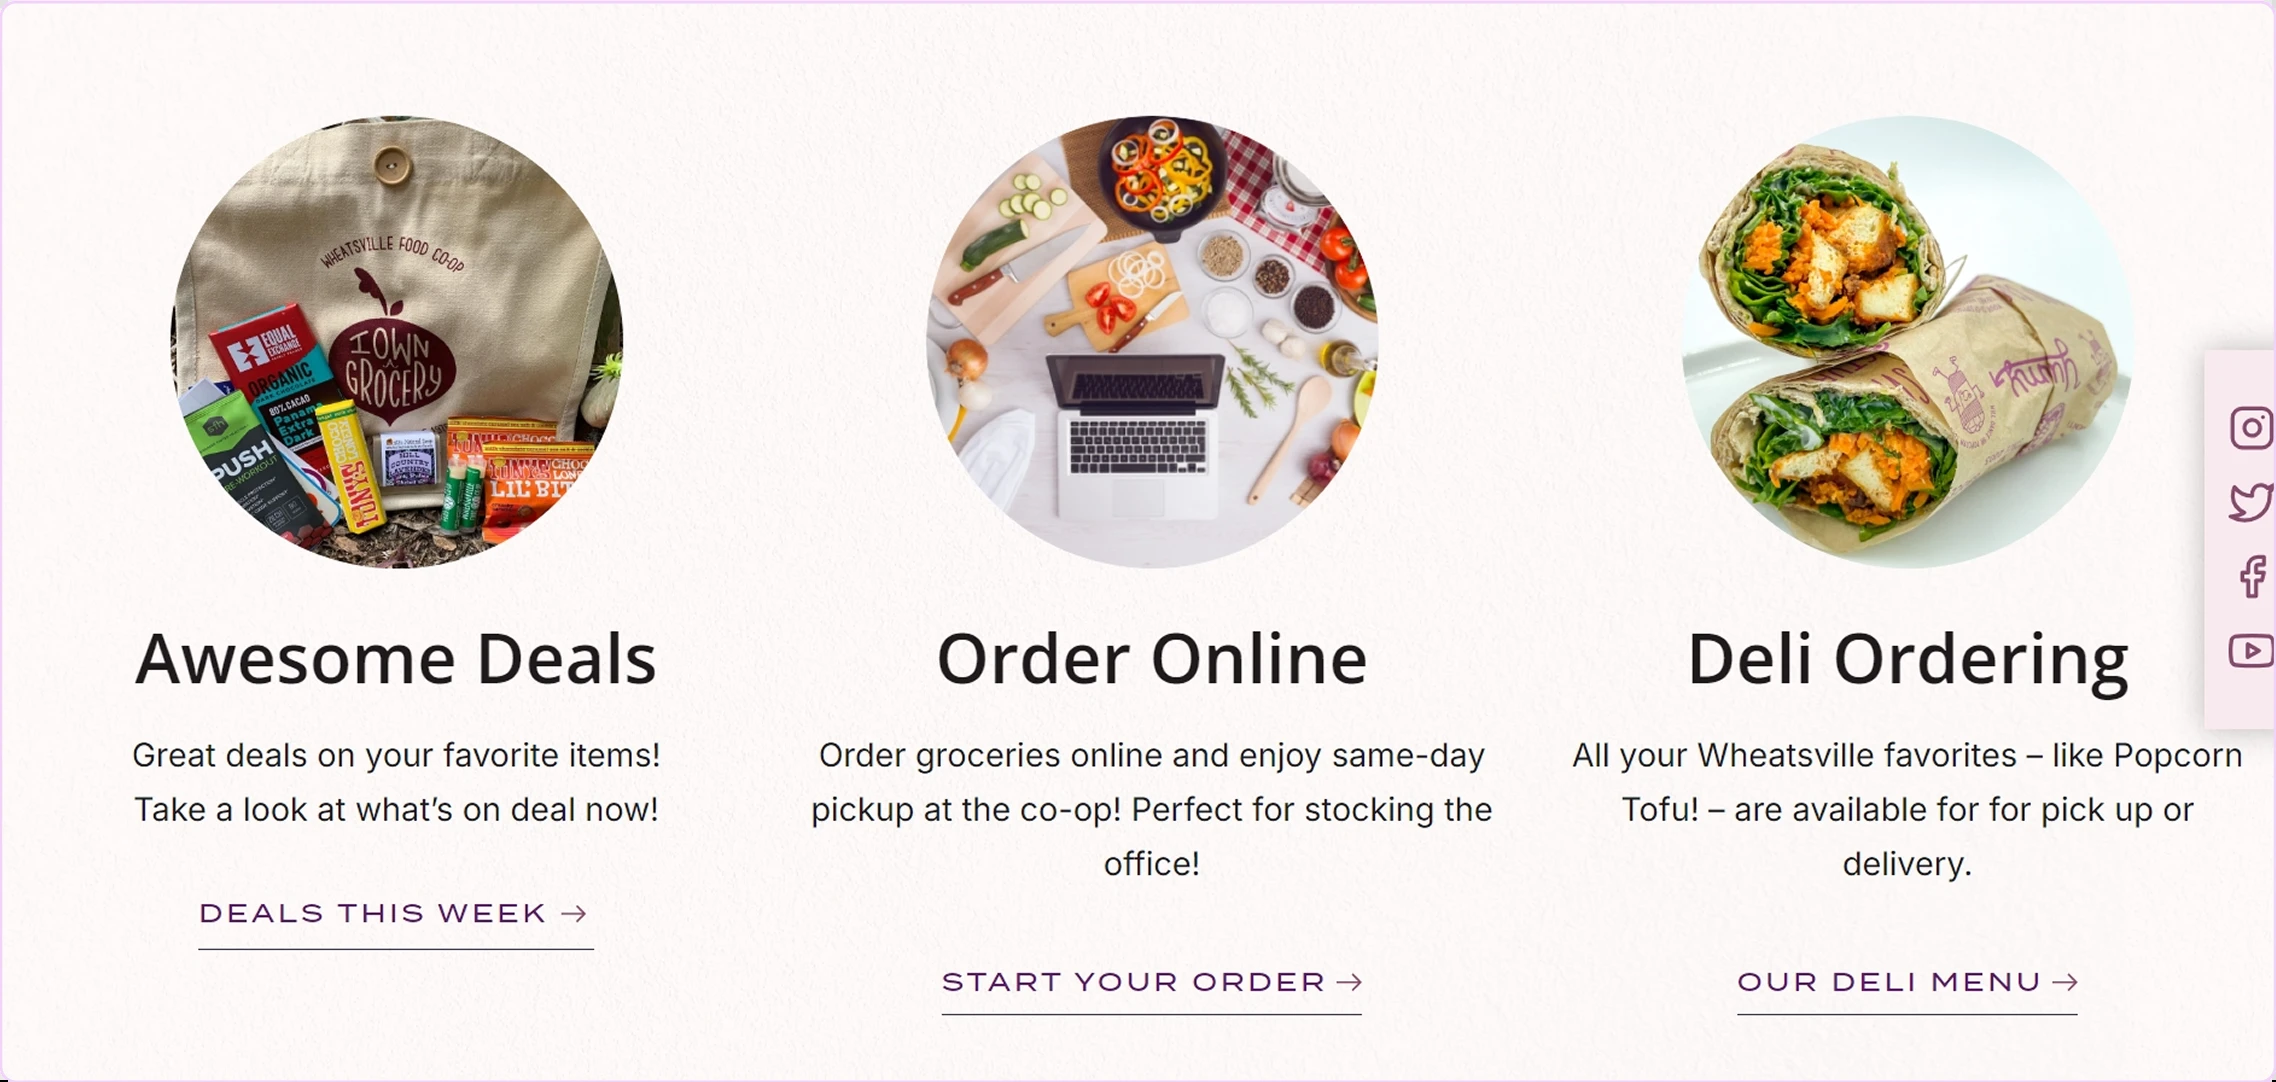 WHEATSVILLE FOOD CO-OP
I OWN
A
GROCERY
EQUAL
EXCHANGE
ORGANIC
DARK CHOCOLATE
80% CACAO
Panama
Extra
Dark
PUSH
TONY'S
HILL
COUNTRY
LIL'BIT
yum!
Awesome Deals
Great deals on your favorite items!
Take a look at what’s on deal now!
DEALS THIS WEEK →
Order Online
Order groceries online and enjoy same-day
pickup at the co-op! Perfect for stocking the
office!
START YOUR ORDER →
Deli Ordering
All your Wheatsville favorites – like Popcorn
Tofu! – are available for for pick up or
delivery.
OUR DELI MENU →